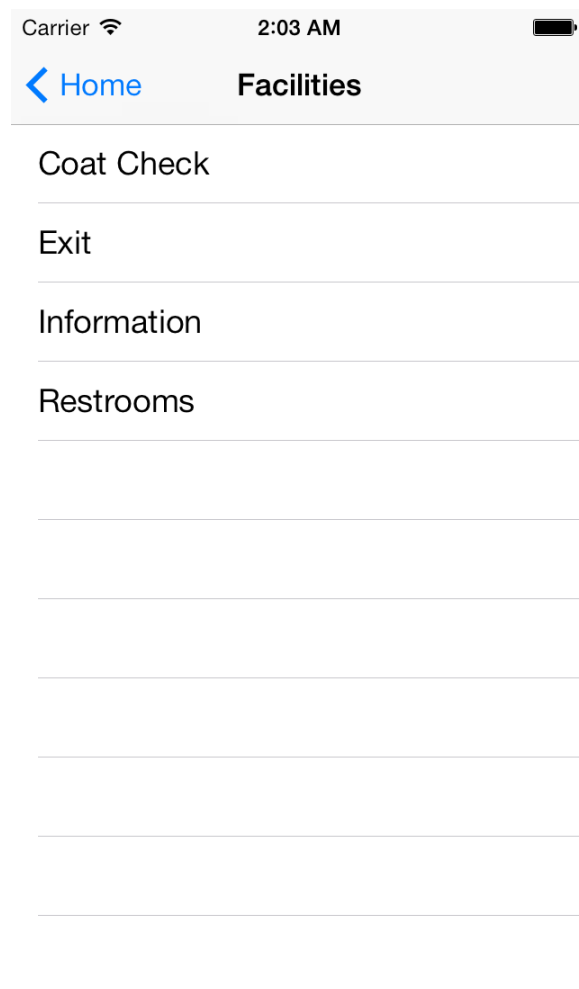 Carrier 2:03 AM
Home Facilities
Coat Check
Exit
Information
Restrooms